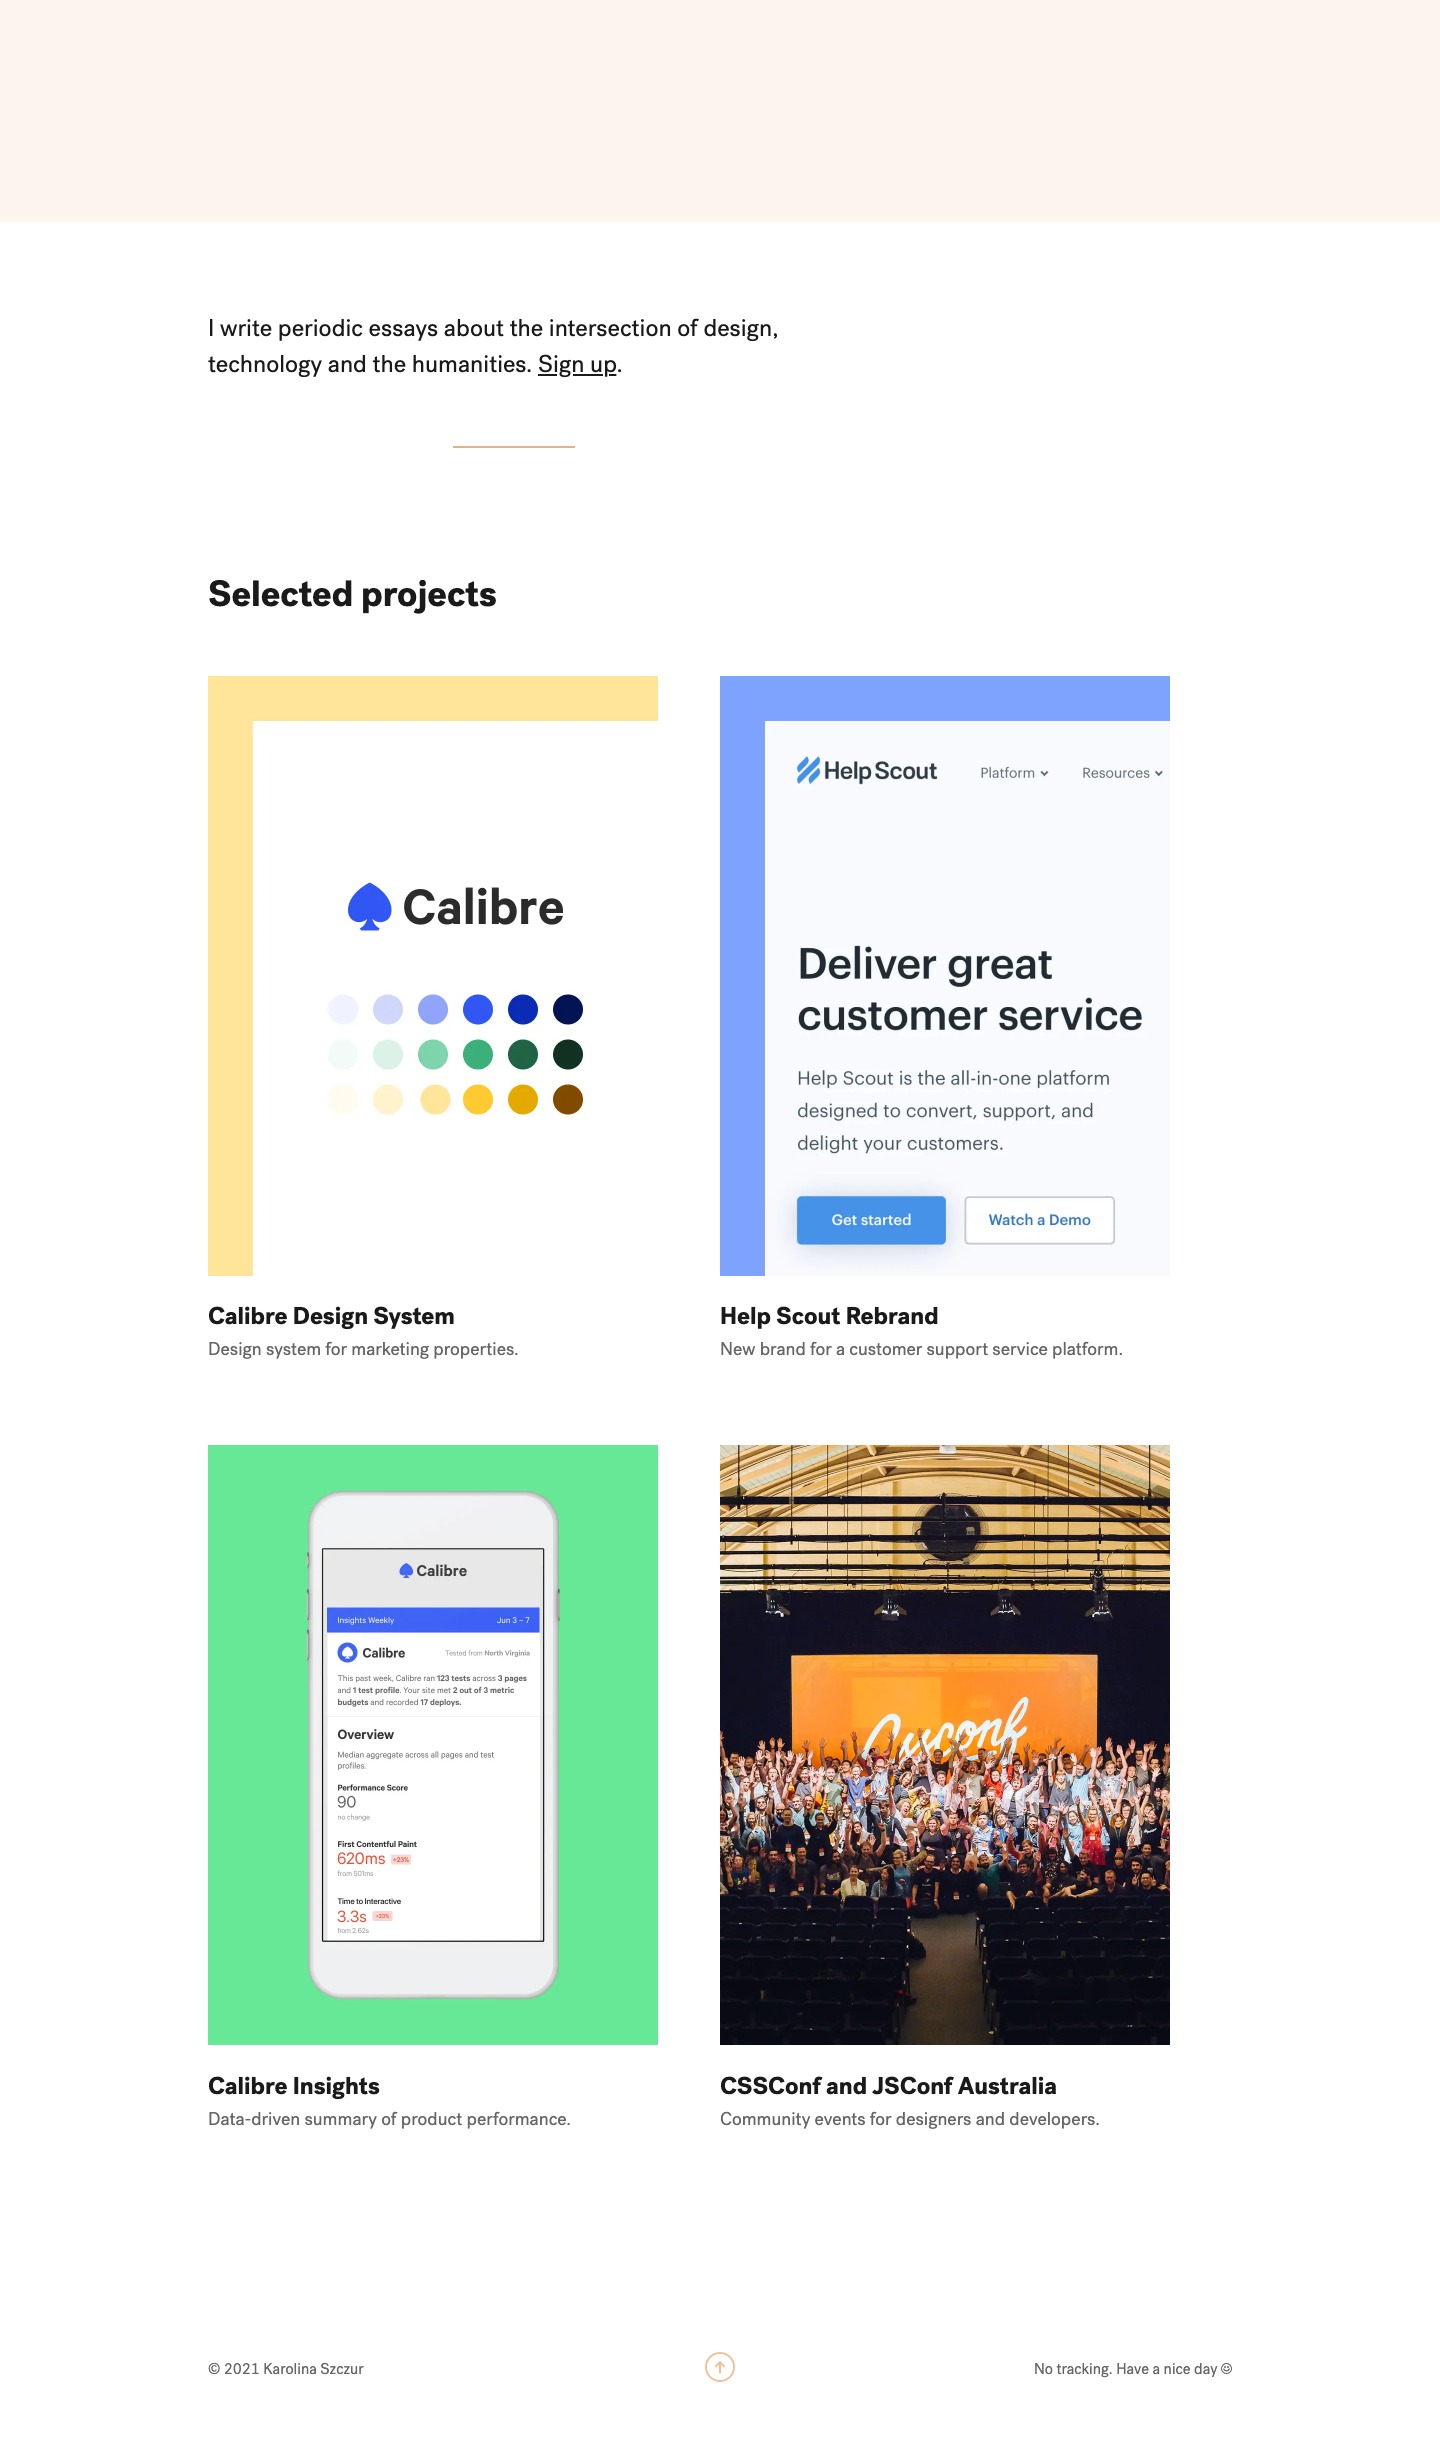 I write periodic essays about the intersection of design,
technology and the humanities. Sign up.
Selected projects
Calibre
Help Scout
Platform
Resources
Deliver great
customer service
Help Scout is the all-in-one platform
designed to convert, support, and
delight your customers.
Get started
Watch a Demo
Calibre Design System
Design system for marketing properties.
Help Scout Rebrand
New brand for a customer support service platform.
Calibre
Insights Weekly
Jun 3 – 7
Calibre
Tested from North Virginia
This past week, Calibre ran 123 tests across 3 pages
and 1 test profile. Your site met 2 out of 3 metric
budgets and recorded 17 deploys.
Overview
Median aggregate across all pages and test
profiles.
Performance Score
90
no change
First Contentful Paint
620ms +23%
from 501ms
Time to Interactive
3.3s
from 2.62s
Calibre Insights
Data-driven summary of product performance.
CSSConf and JSConf Australia
Community events for designers and developers.
© 2021 Karolina Szczur
No tracking. Have a nice day ☺